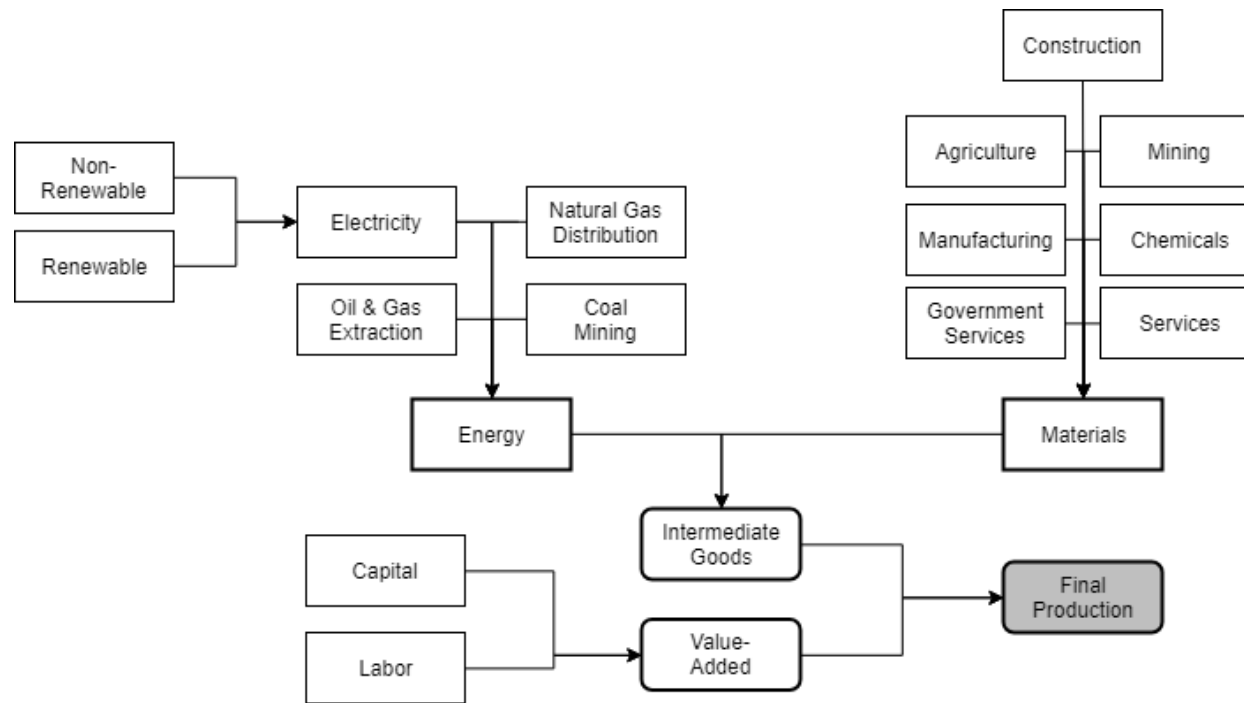 Construction
Agriculture
Mining
Non-
Renewable
Electricity
Natural Gas
Distribution
Manufacturing
Chemicals
Renewable
Oil & Gas
Extraction
Coal
Mining
Government
Services
Services
Energy
Materials
Intermediate
Goods
Capital
Final
Production
Value-
Added
Labor